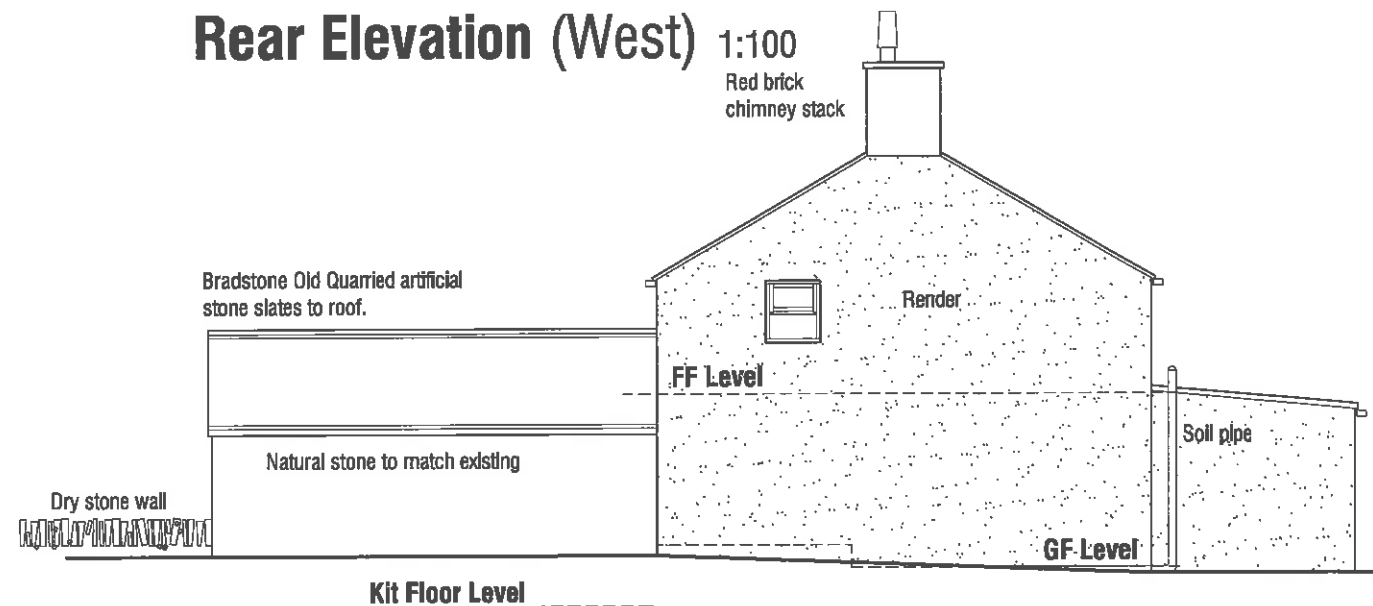 Rear Elevation (West) 1:100
Red brick
chimney stack
Bradstone Old Quarried artificial
stone slates to roof.
Render
FF Level
Soil pipe
Natural stone to match existing
Dry stone wall
GF Level
Kit Floor Level